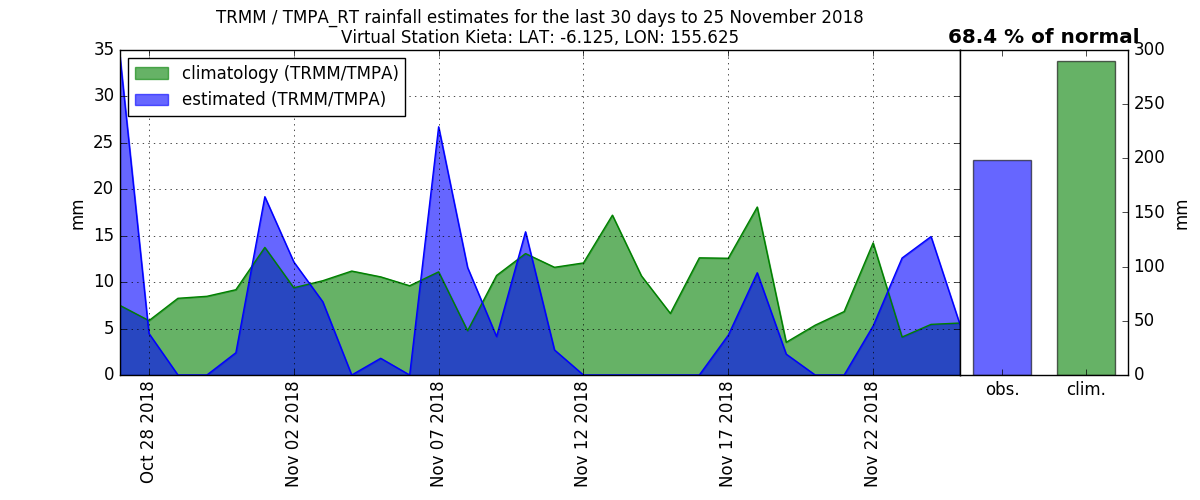 TRMM / TMPA_RT rainfall estimates for the last 30 days to 25 November 2018
Virtual Station Kieta: LAT: -6.125, LON: 155.625
68.4 % of normal
climatology (TRMM/TMPA)
estimated (TRMM/TMPA)
mm
35
30
25
20
15
10
5
0
Oct 28 2018
Nov 02 2018
Nov 07 2018
Nov 12 2018
Nov 17 2018
Nov 22 2018
300
250
200
150
100
50
0
mm
obs.
clim.